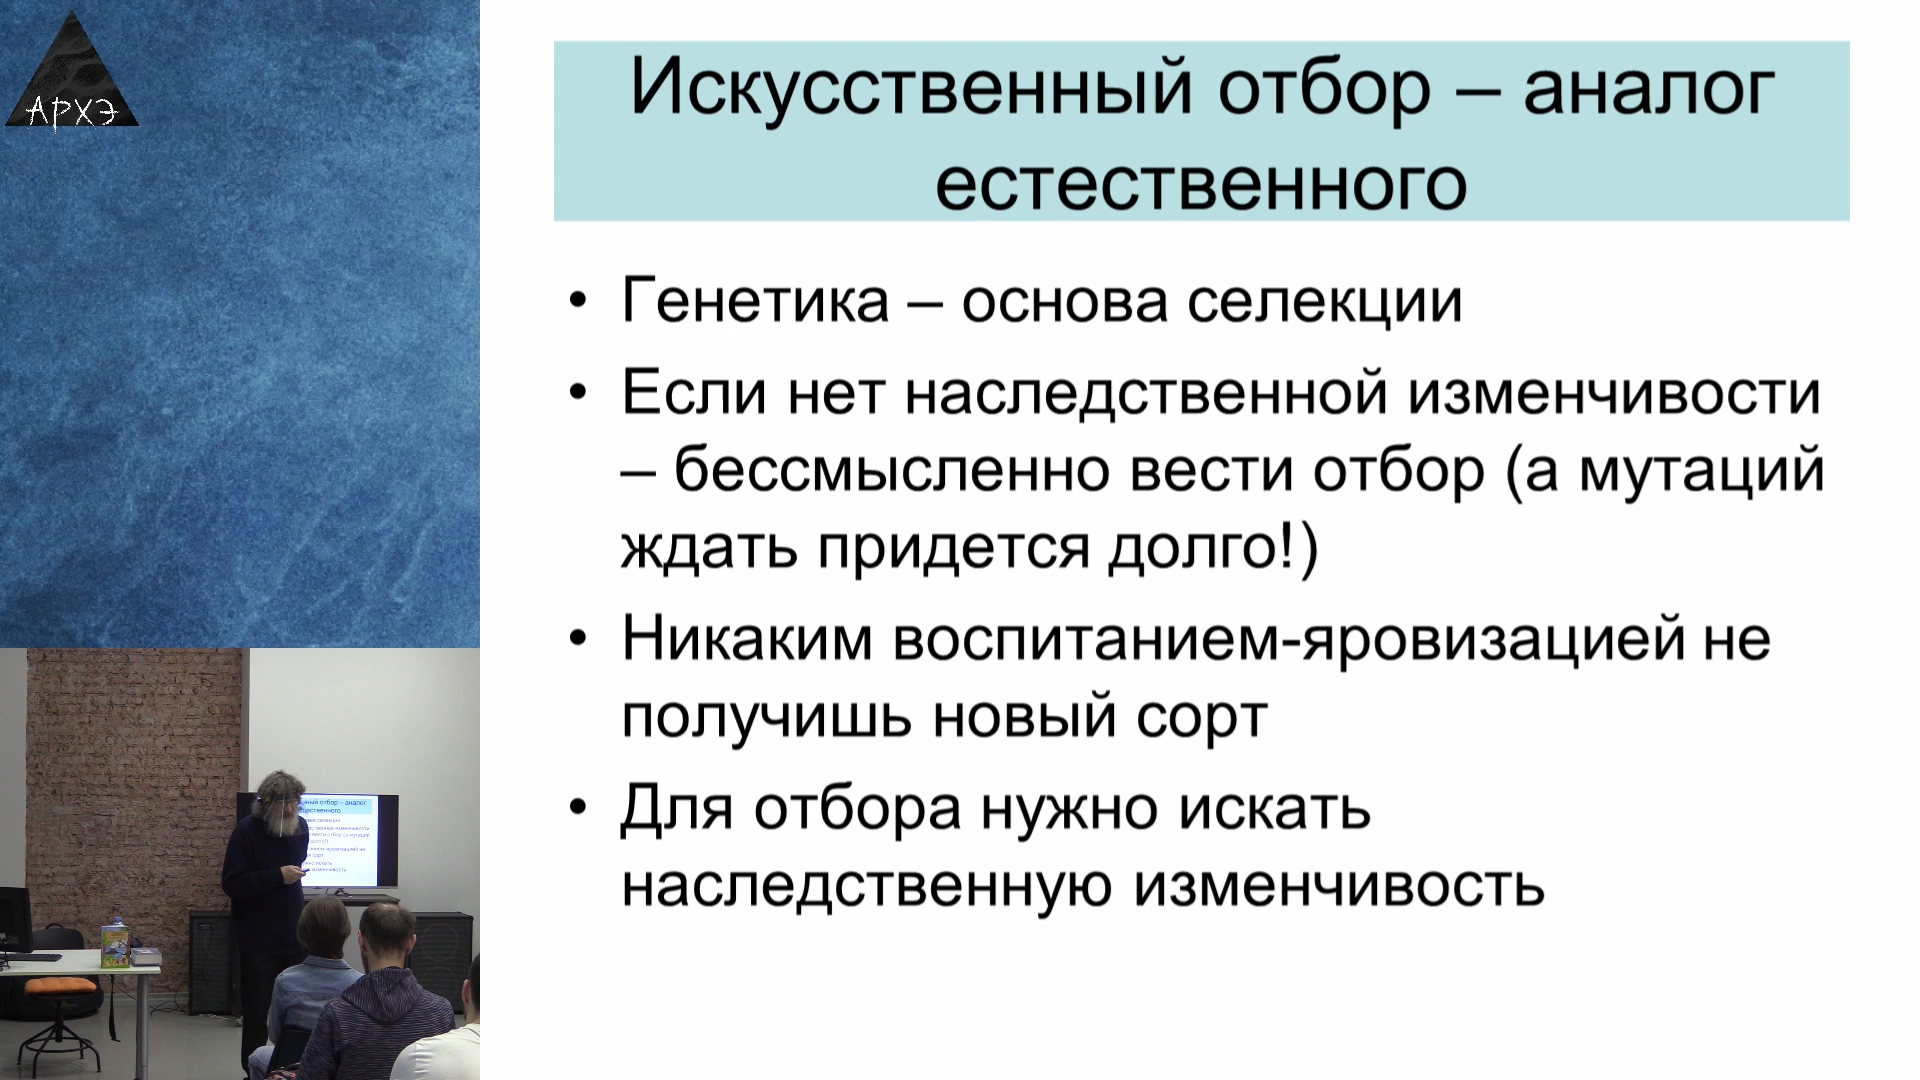 АРХЭ
Искусственный отбор – аналог
естественного
• Генетика – основа селекции
• Если нет наследственной изменчивости
– бессмысленно вести отбор (а мутаций
ждать придется долго!)
• Никаким воспитанием-яровизацией не
получишь новый сорт
• Для отбора нужно искать
наследственную изменчивость